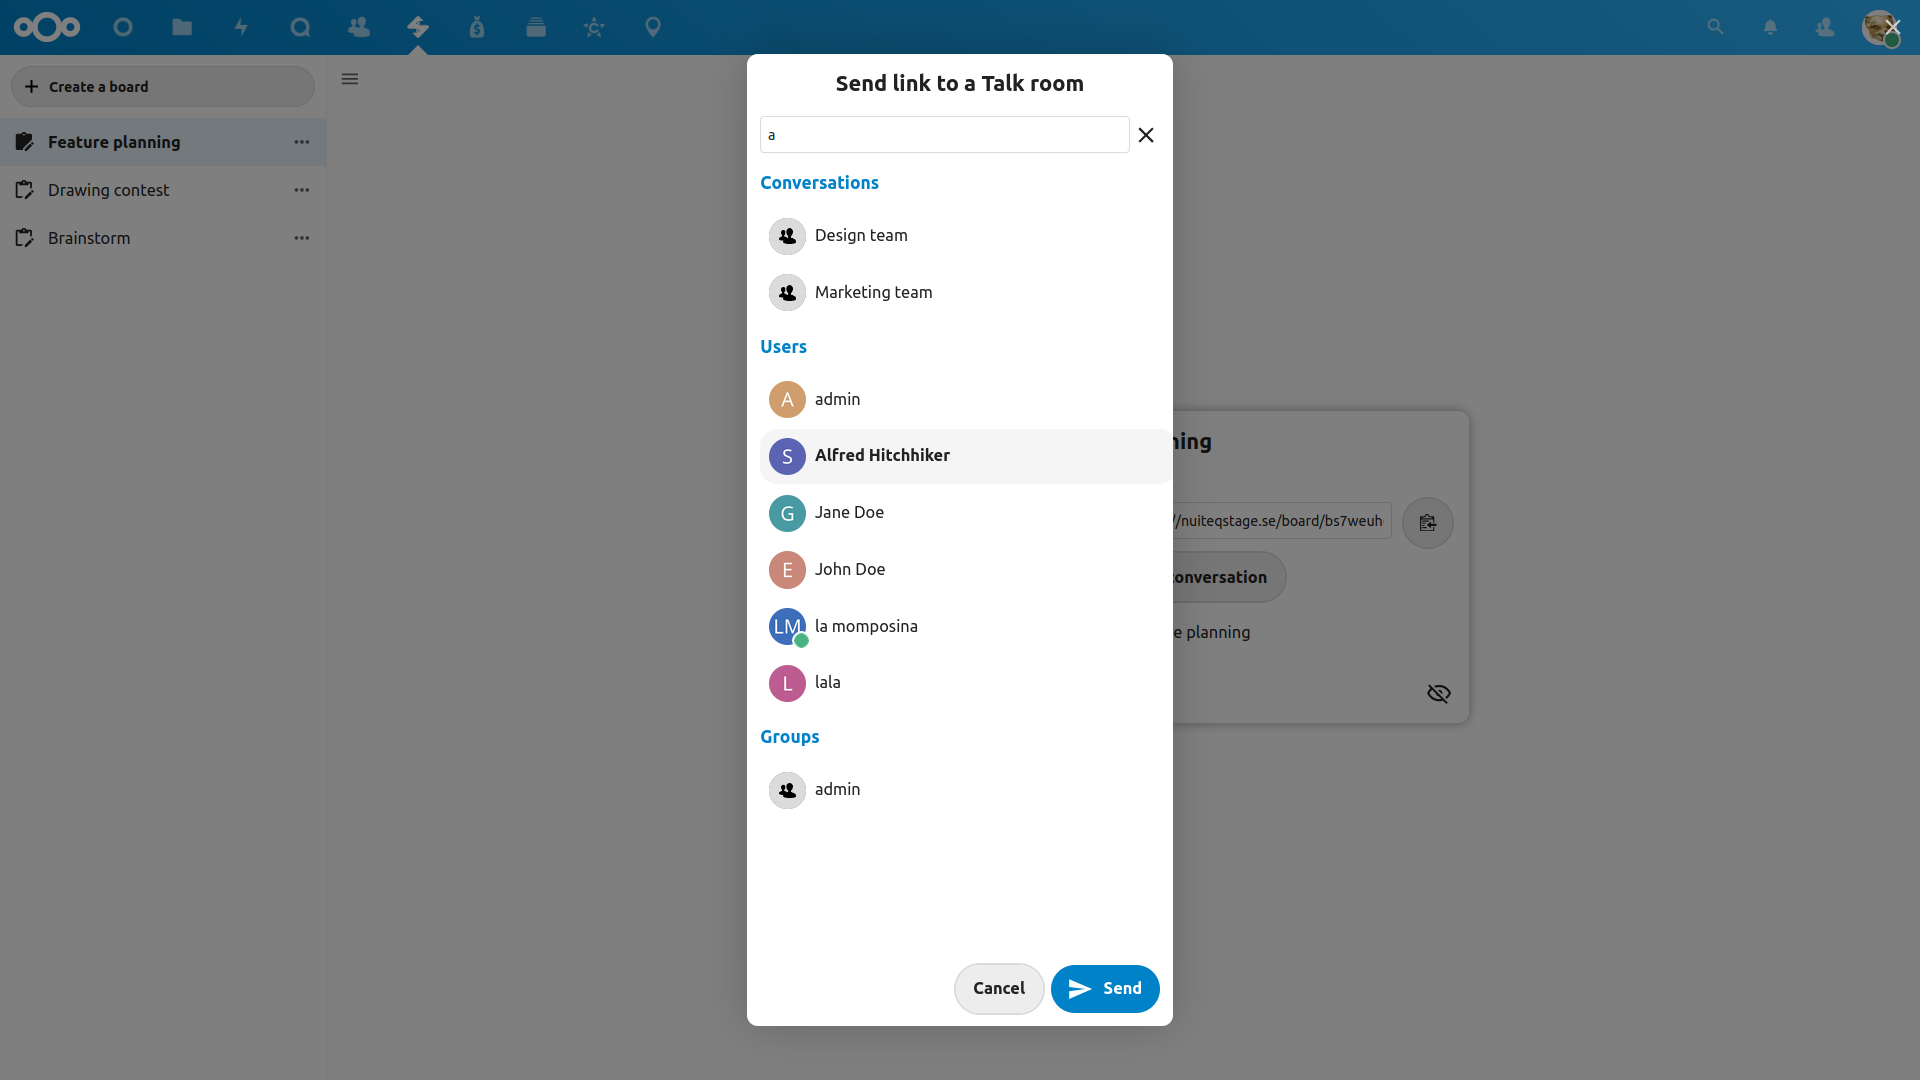 Create a board
Feature planning
Drawing contest
Brainstorm
Send link to a Talk room
a
Conversations
Design team
Marketing team
Users
A admin
S Alfred Hitchhiker
G Jane Doe
E John Doe
LM la momposina
L lala
Groups
admin
Cancel
Send
ning
//nuiteqstage.se/board/bs7weuh
conversation
e planning